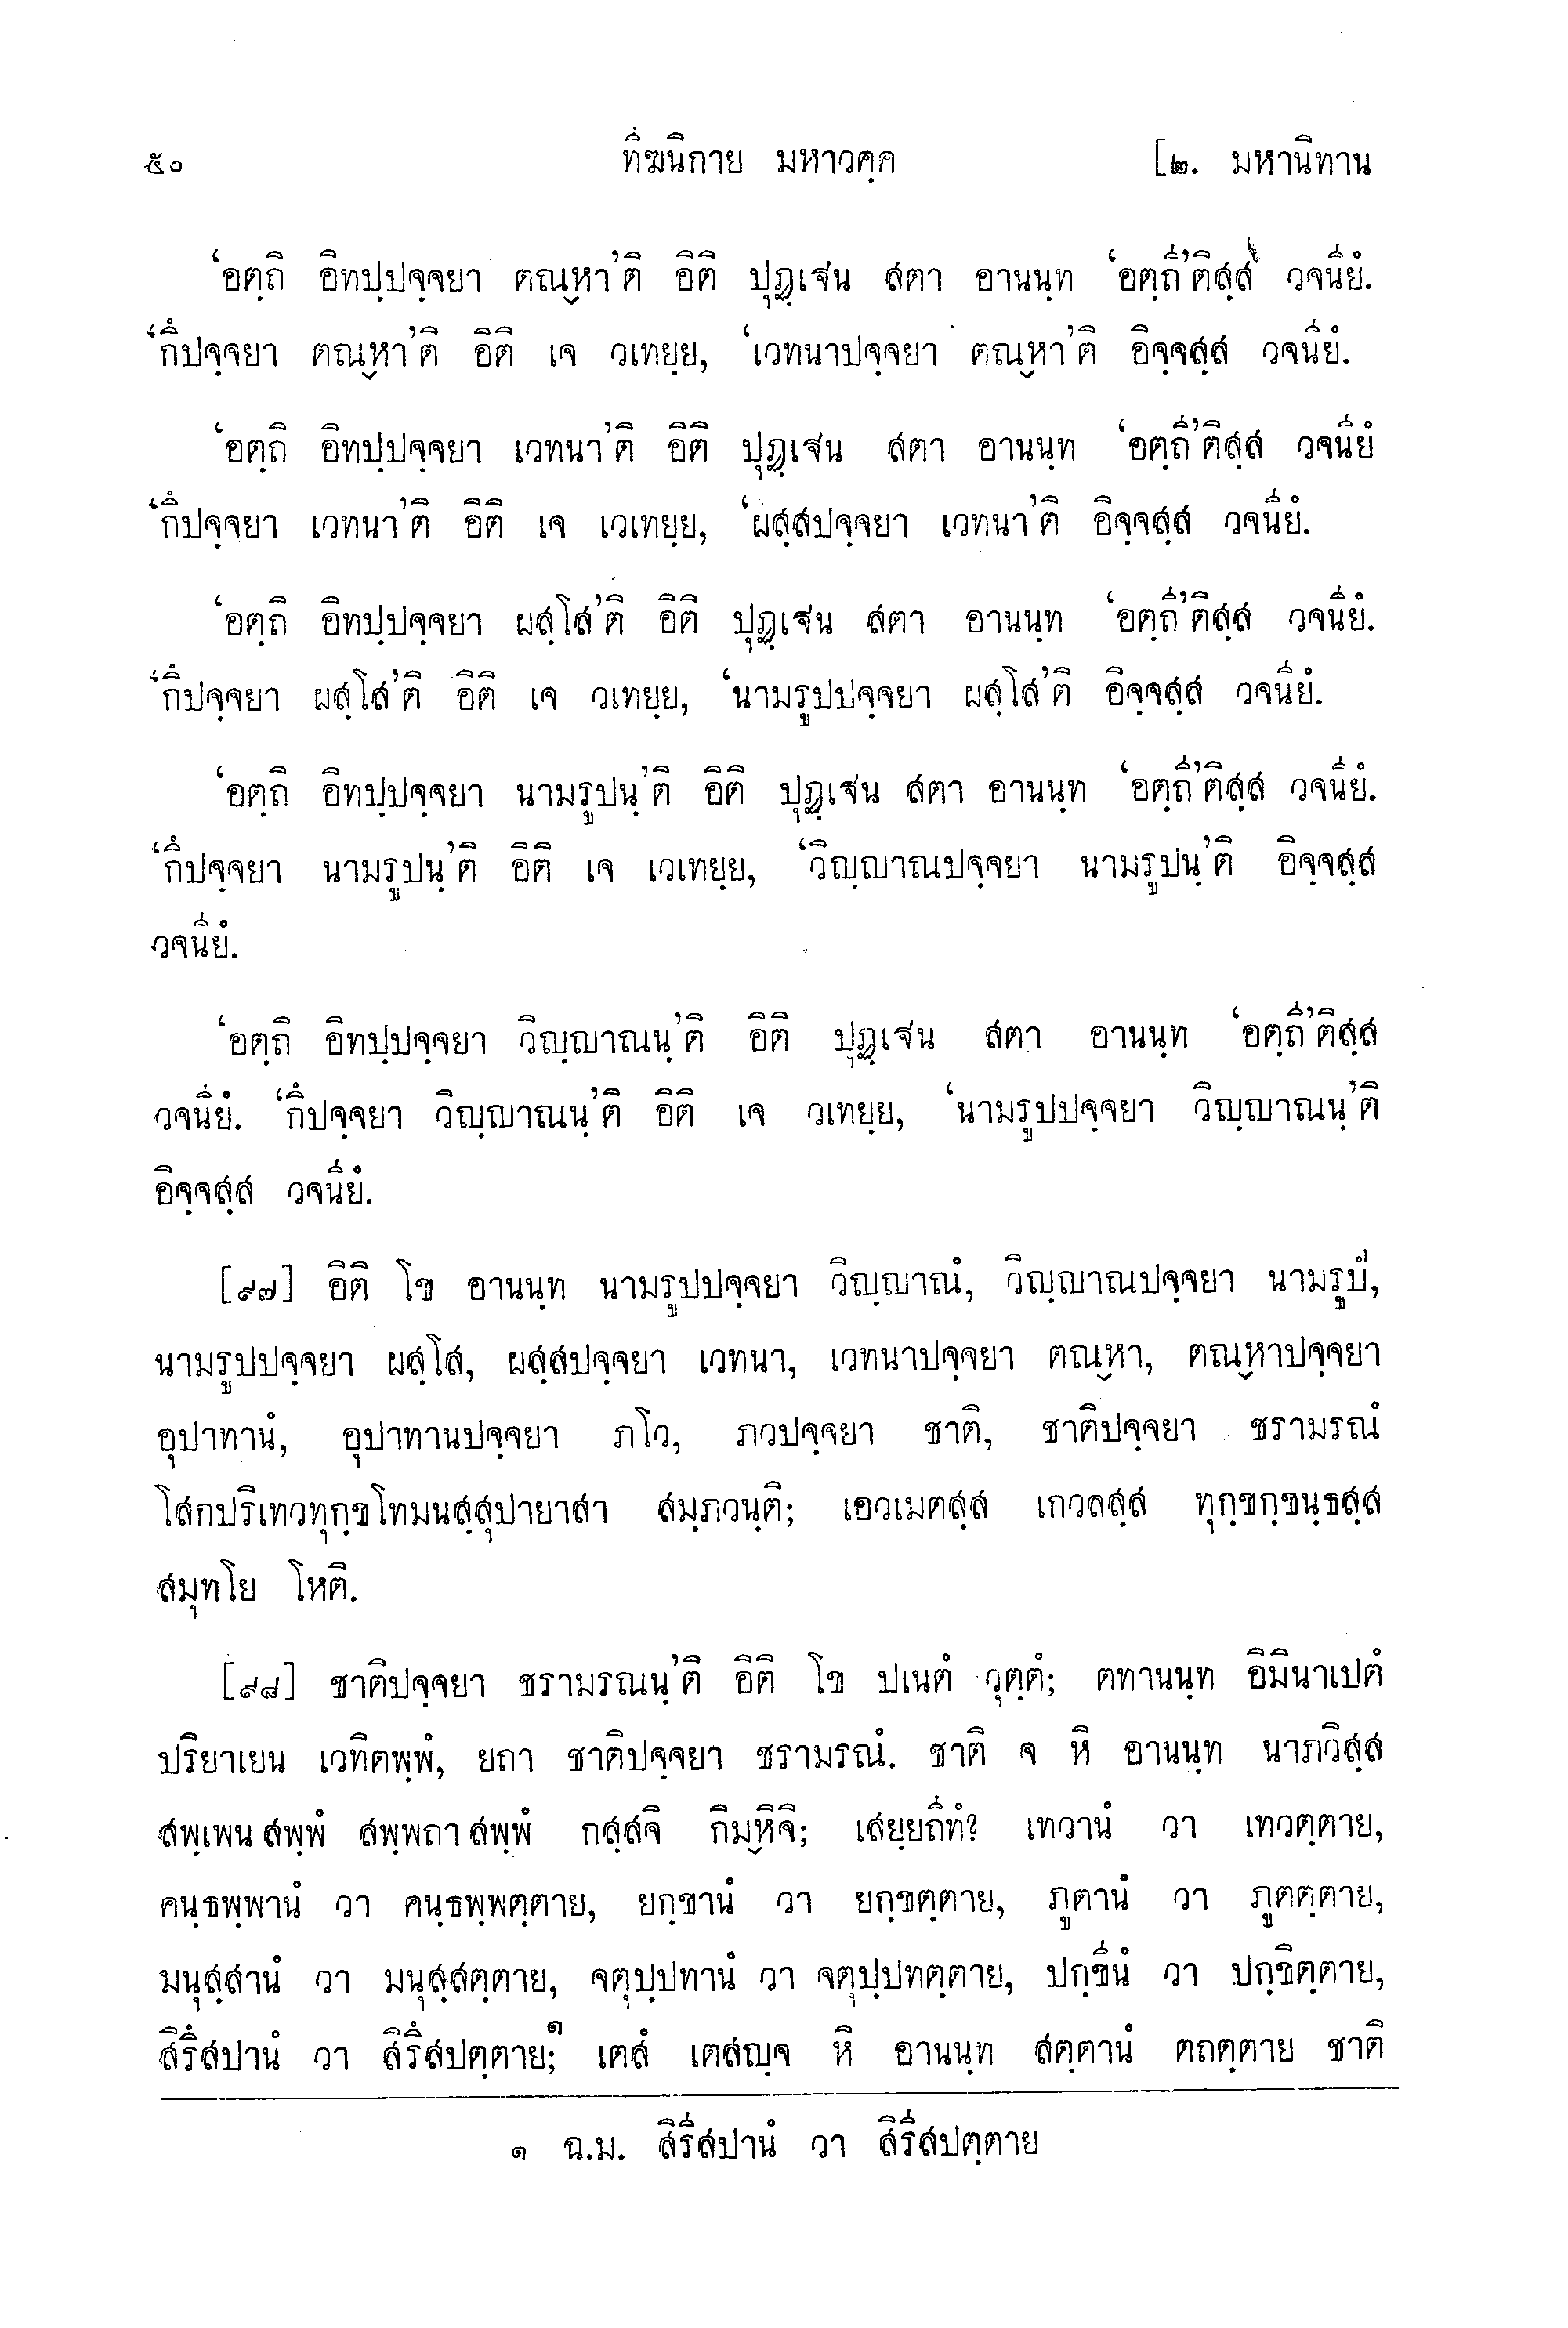 ๕๐ ทีฆนิกาย มหาวคฺค [๒. มหานิทาน
‘อตฺถิ อิทปฺปจฺจยา ตณฺหา’ติ อิติ ปุฏฺเฐน สตา อานนฺท ‘อตฺถี’ติสฺส วจนียํ.
‘กึปจฺจยา ตณฺหา’ติ อิติ เจ วเทยฺย, ‘เวทนาปจฺจยา ตณฺหา’ติ อิจฺจสฺส วจนียํ.
‘อตฺถิ อิทปฺปจฺจยา เวทนา’ติ อิติ ปุฏฺเฐน สตา อานนฺท ‘อตฺถี’ติสฺส วจนียํ
‘กึปจฺจยา เวทนา’ติ อิติ เจ เวเทยฺย, ‘ผสฺสปจฺจยา เวทนา’ติ อิจฺจสฺส วจนียํ.
‘อตฺถิ อิทปฺปจฺจยา ผสฺโส’ติ อิติ ปุฏฺเฐน สตา อานนฺท ‘อตฺถี’ติสฺส วจนียํ.
‘กึปจฺจยา ผสฺโส’ติ อิติ เจ วเทยฺย, ‘นามรูปปจฺจยา ผสฺโส’ติ อิจฺจสฺส วจนียํ.
‘อตฺถิ อิทปฺปจฺจยา นามรูปนฺ’ติ อิติ ปุฏฺเฐน สตา อานนฺท ‘อตฺถี’ติสฺส วจนียํ.
‘กึปจฺจยา นามรูปนฺ’ติ อิติ เจ เวเทยฺย, ‘วิญฺญาณปจฺจยา นามรูปนฺ’ติ อิจฺจสฺส
วจนียํ.
‘อตฺถิ อิทปฺปจฺจยา วิญฺญาณนฺ’ติ อิติ ปุฏฺเฐน สตา อานนฺท ‘อตฺถี’ติสฺส
วจนียํ. ‘กึปจฺจยา วิญฺญาณนฺ’ติ อิติ เจ วเทยฺย, ‘นามรูปปจฺจยา วิญฺญาณนฺ’ติ
อิจฺจสฺส วจนียํ.
[๙๗] อิติ โข อานนฺท นามรูปปจฺจยา วิญฺญาณํ, วิญฺญาณปจฺจยา นามรูปํ,
นามรูปปจฺจยา ผสฺโส, ผสฺสปจฺจยา เวทนา, เวทนาปจฺจยา ตณฺหา, ตณฺหาปจฺจยา
อุปาทานํ, อุปาทานปจฺจยา ภโว, ภวปจฺจยา ชาติ, ชาติปจฺจยา ชรามรณํ
โสกปริเทวทุกฺขโทมนสฺสุปายาสา สมฺภวนฺติ; เอวเมตสฺส เกวลสฺส ทุกฺขกฺขนฺธสฺส
สมุทโย โหติ.
[๙๘] ชาติปจฺจยา ชรามรณนฺ’ติ อิติ โข ปเนตํ วุตฺตํ; ตทานนฺท อิมินาเปตํ
ปริยาเยน เวทิตพฺพํ, ยถา ชาติปจฺจยา ชรามรณํ. ชาติ จ หิ อานนฺท นาภวิสฺส
สพฺเพน สพฺพํ สพฺพถา สพฺพํ กสฺสจิ กิมฺหิจิ; เสยฺยถีทํ? เทวานํ วา เทวตฺตาย,
คนฺธพฺพานํ วา คนฺธพฺพตฺตาย, ยกฺขานํ วา ยกฺขตฺตาย, ภูตานํ วา ภูตตฺตาย,
มนุสฺสานํ วา มนุสฺสตฺตาย, จตุปฺปทานํ วา จตุปฺปทตฺตาย, ปกฺขีนํ วา ปกฺขิตฺตาย,
สิรึสปานํ วา สิรึสปตฺตาย;๑ เตสํ เตสญฺจ หิ อานนฺท สตฺตานํ ตถตฺตาย ชาติ
๑ ฉ.ม. สิรีสปานํ วา สิรีสปตฺตาย